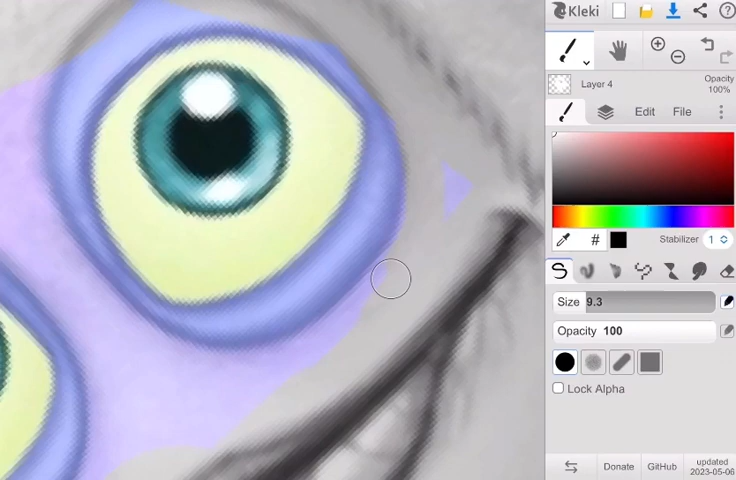 Kleki
Layer 4
Opacity
100%
Edit
File
#
Stabilizer 1
Size 9.3
Opacity 100
Lock Alpha
Donate
GitHub
updated
2023-05-06